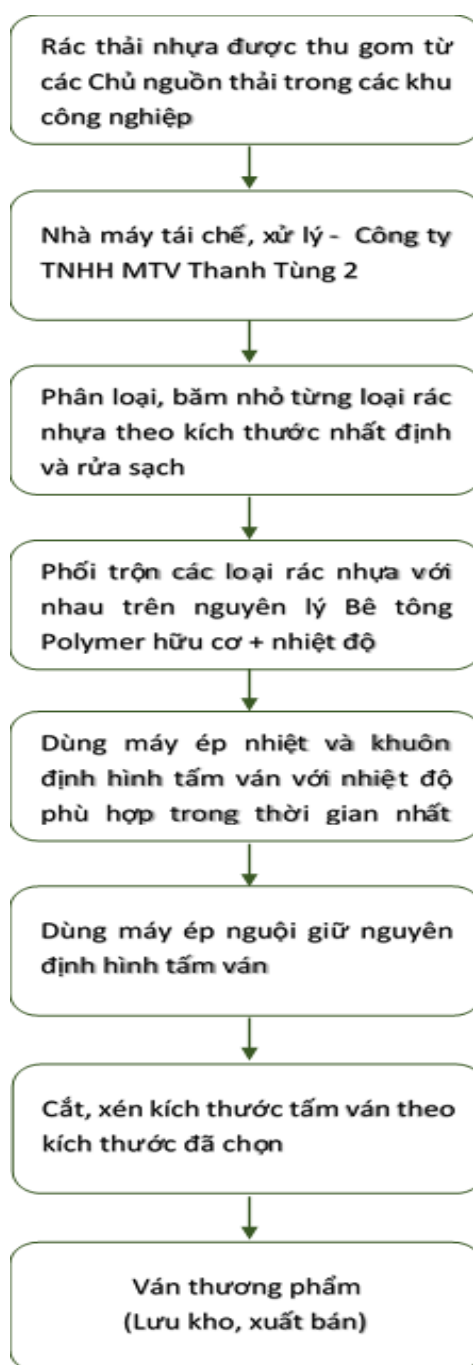 Rác thải nhựa được thu gom từ
các Chủ nguồn thải trong các khu
công nghiệp
Nhà máy tái chế, xử lý - Công ty
TNHH MTV Thanh Tùng 2
Phân loại, băm nhỏ từng loại rác
nhựa theo kích thước nhất định
và rửa sạch
Phối trộn các loại rác nhựa với
nhau trên nguyên lý Bê tông
Polymer hữu cơ + nhiệt độ
Dùng máy ép nhiệt và khuôn
định hình tấm ván với nhiệt độ
phù hợp trong thời gian nhất
Dùng máy ép nguội giữ nguyên
định hình tấm ván
Cắt, xén kích thước tấm ván theo
kích thước đã chọn
Ván thương phẩm
(Lưu kho, xuất bán)